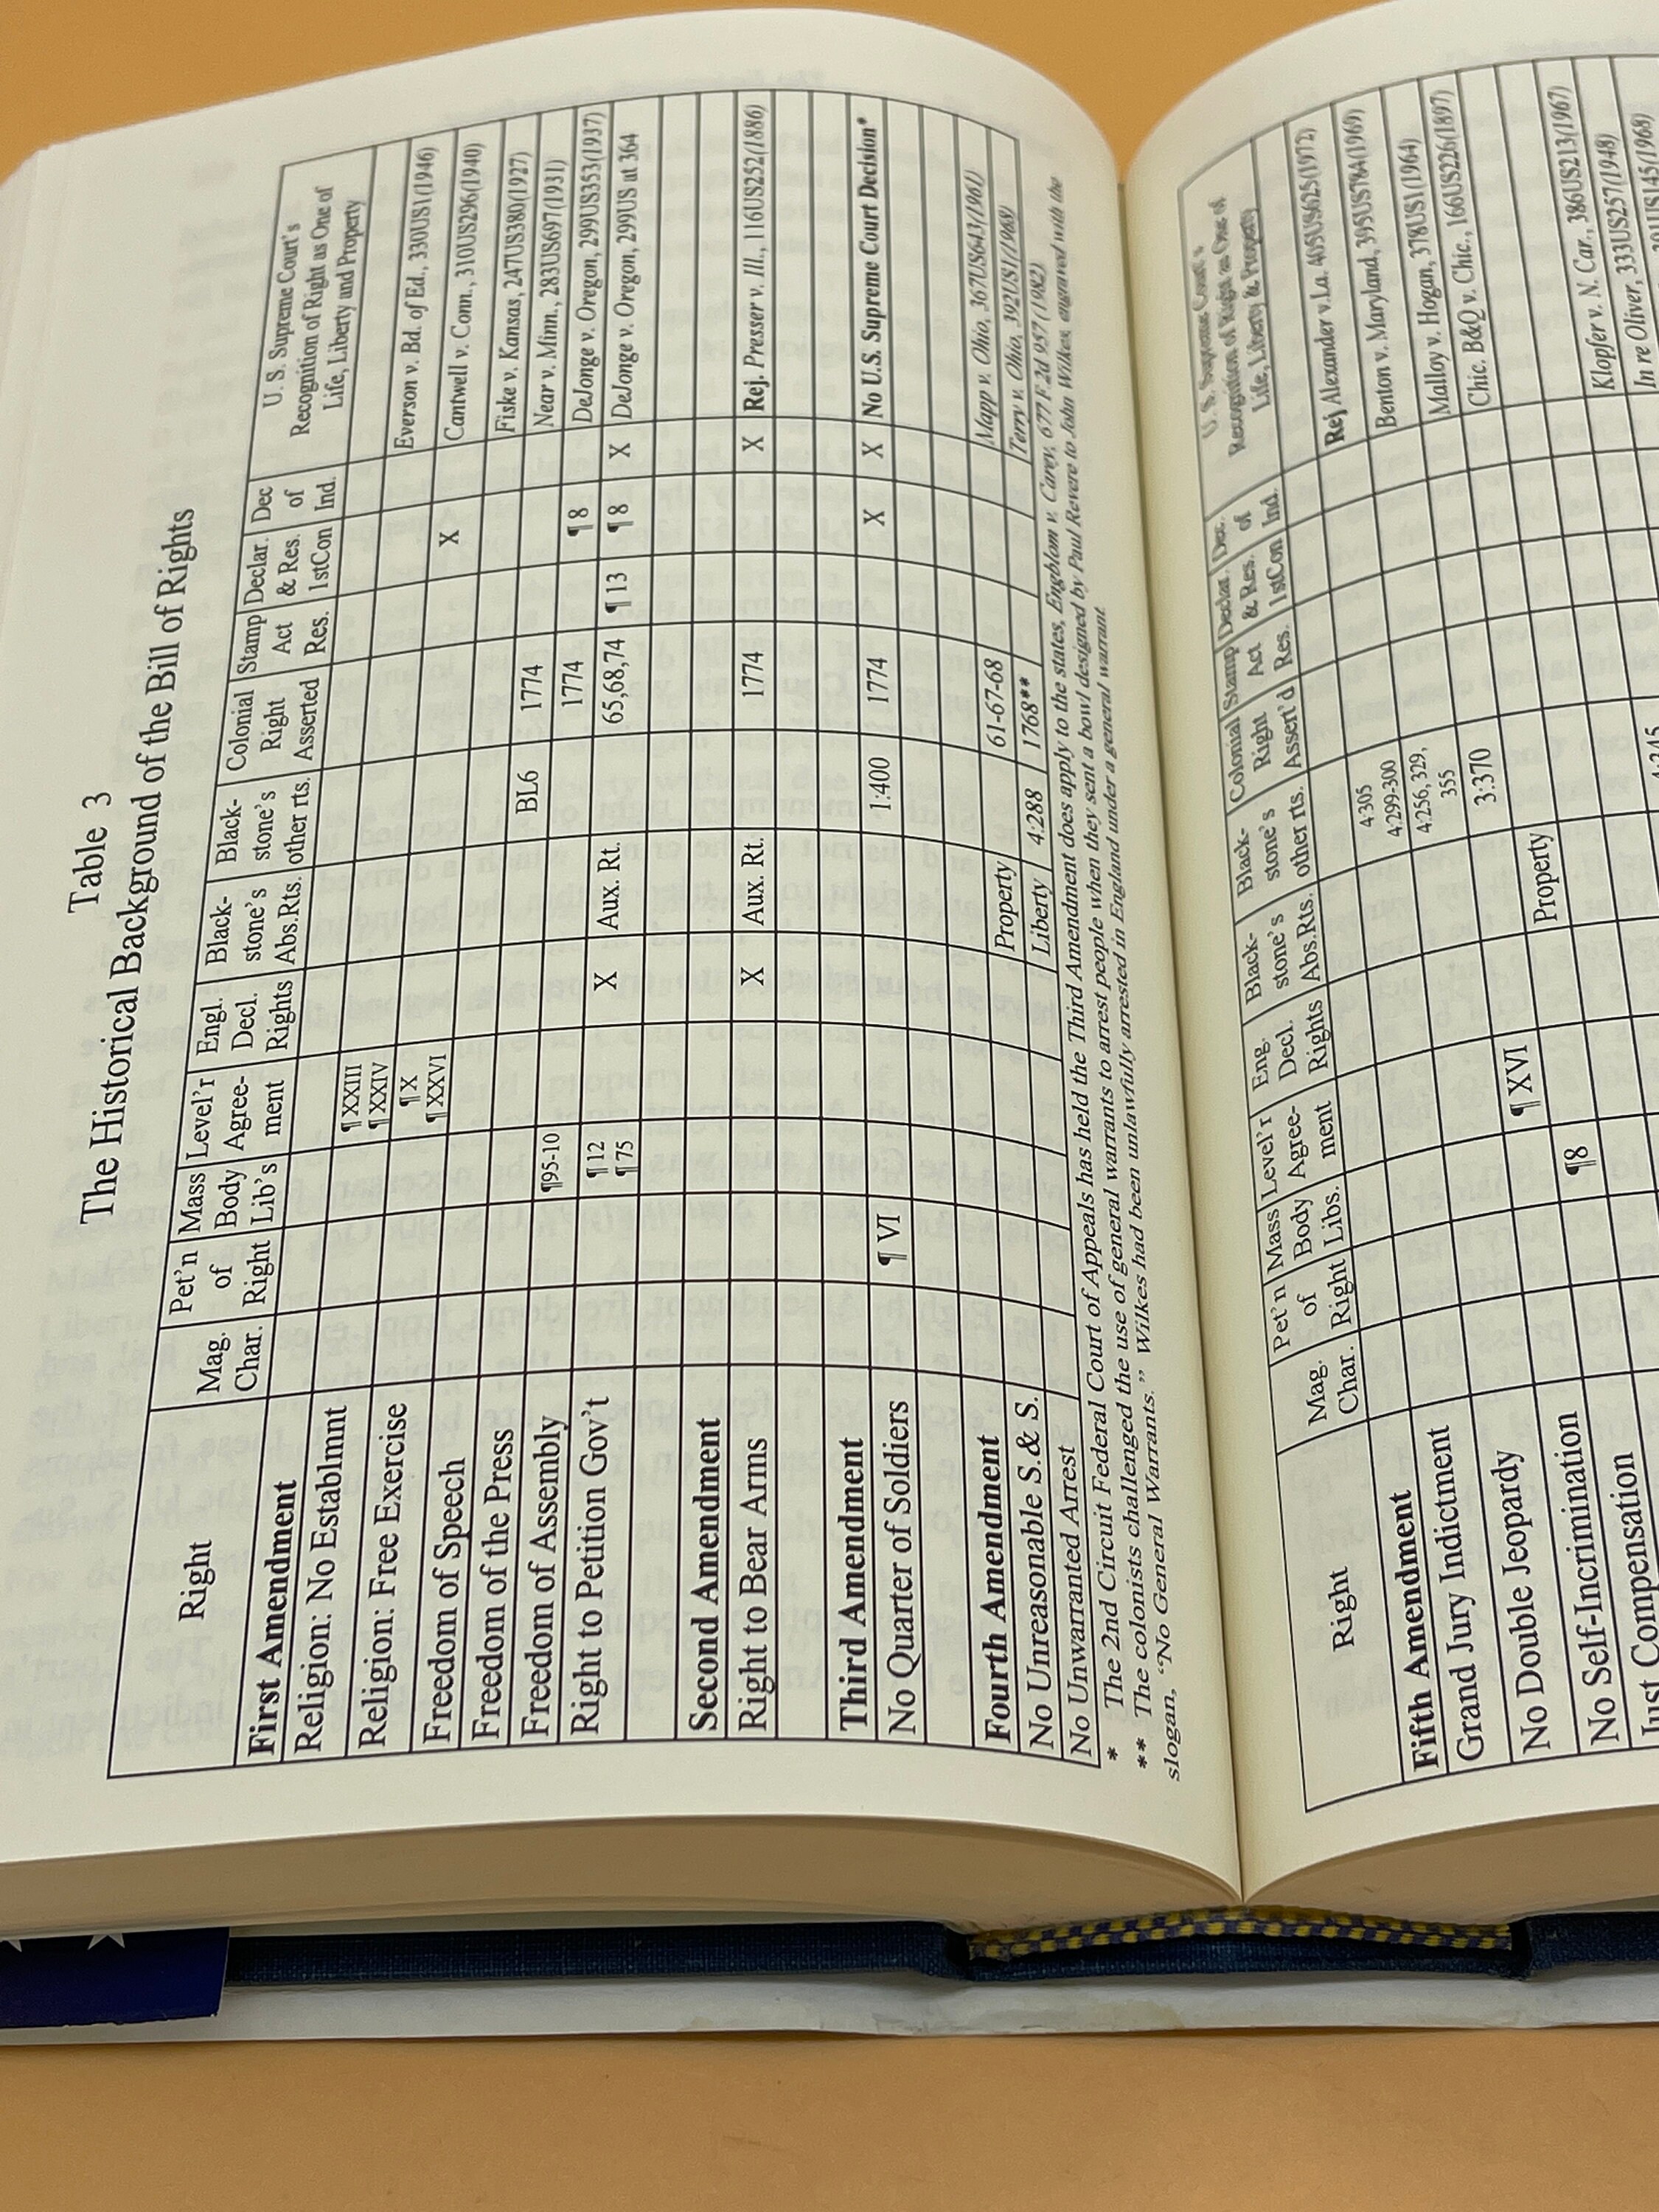 Table 3
The Historical Background of the Bill of Rights
Right Mag. Char. Pet'n of Right Mass Body Lib's Level'r Agree- ment Engl. Decl. Rights Black- stone's Abs.Rts. Black- stone's other rts. Colonial Right Asserted Stamp Act Res. Declar. & Res. 1stCon Dec of Ind. U. S. Supreme Court's Recognition of Right as One of Life, Liberty and Property
First Amendment
Religion: No Establmnt ¶XXIII ¶XXIV Everson v. Bd. of Ed., 330US1(1946)
Religion: Free Exercise ¶IX ¶XXVI X Cantwell v. Conn., 310US296(1940)
Freedom of Speech Fiske v. Kansas, 247US380(1927)
Freedom of the Press BL6 1774 Near v. Minn., 283US697(1931)
Freedom of Assembly ¶95-10 1774 ¶8 DeJonge v. Oregon, 299US353(1937)
Right to Petition Gov't ¶12 ¶75 X Aux. Rt. 65,68,74 ¶13 ¶8 X DeJonge v. Oregon, 299US at 364
Second Amendment
Right to Bear Arms X Aux. Rt. 1774 X Rej. Presser v. Ill., 116US252(1886)
Third Amendment
No Quarter of Soldiers ¶ VI 1:400 1774 X X No U.S. Supreme Court Decision*
Fourth Amendment
No Unreasonable S.& S. Property 61-67-68 Mapp v. Ohio, 367US643(1961)
No Unwarranted Arrest Liberty 4:288 1768** Terry v. Ohio, 392US1(1968)
* The 2nd Circuit Federal Court of Appeals has held the Third Amendment does apply to the states, Engblom v. Carey, 677 F.2d 957 (1982).
** The colonists challenged the use of general warrants to arrest people when they sent a bowl designed by Paul Revere to John Wilkes, engraved with the
slogan, "No General Warrants." Wilkes had been unlawfully arrested in England under a general warrant
Right Mag. Char. Pet'n of Right Mass Body Libs. Level'r Agree- ment Eng. Decl. Rights Black- stone's Abs.Rts. Black- stone's other rts. Colonial Right Assert'd Stamp Act Res. Declar. & Res. 1stCon Dec. of Ind. U. S. Supreme Court's Recognition of Right as One of Life, Liberty & Property
Fifth Amendment
Grand Jury Indictment 4:305 Rej Alexander v.La. 405US625(1972)
No Double Jeopardy 4:299-300 Benton v. Maryland, 395US784(1969)
No Self-Incrimination ¶XVI 4:256, 329, 355 Malloy v. Hogan, 378US1(1964)
Just Compensation ¶8 Property 3:370 Chic. B&Q v. Chic., 166US226(1897)
Klopfer v. N. Car., 386US213(1967)
In re Oliver, 333US257(1948)